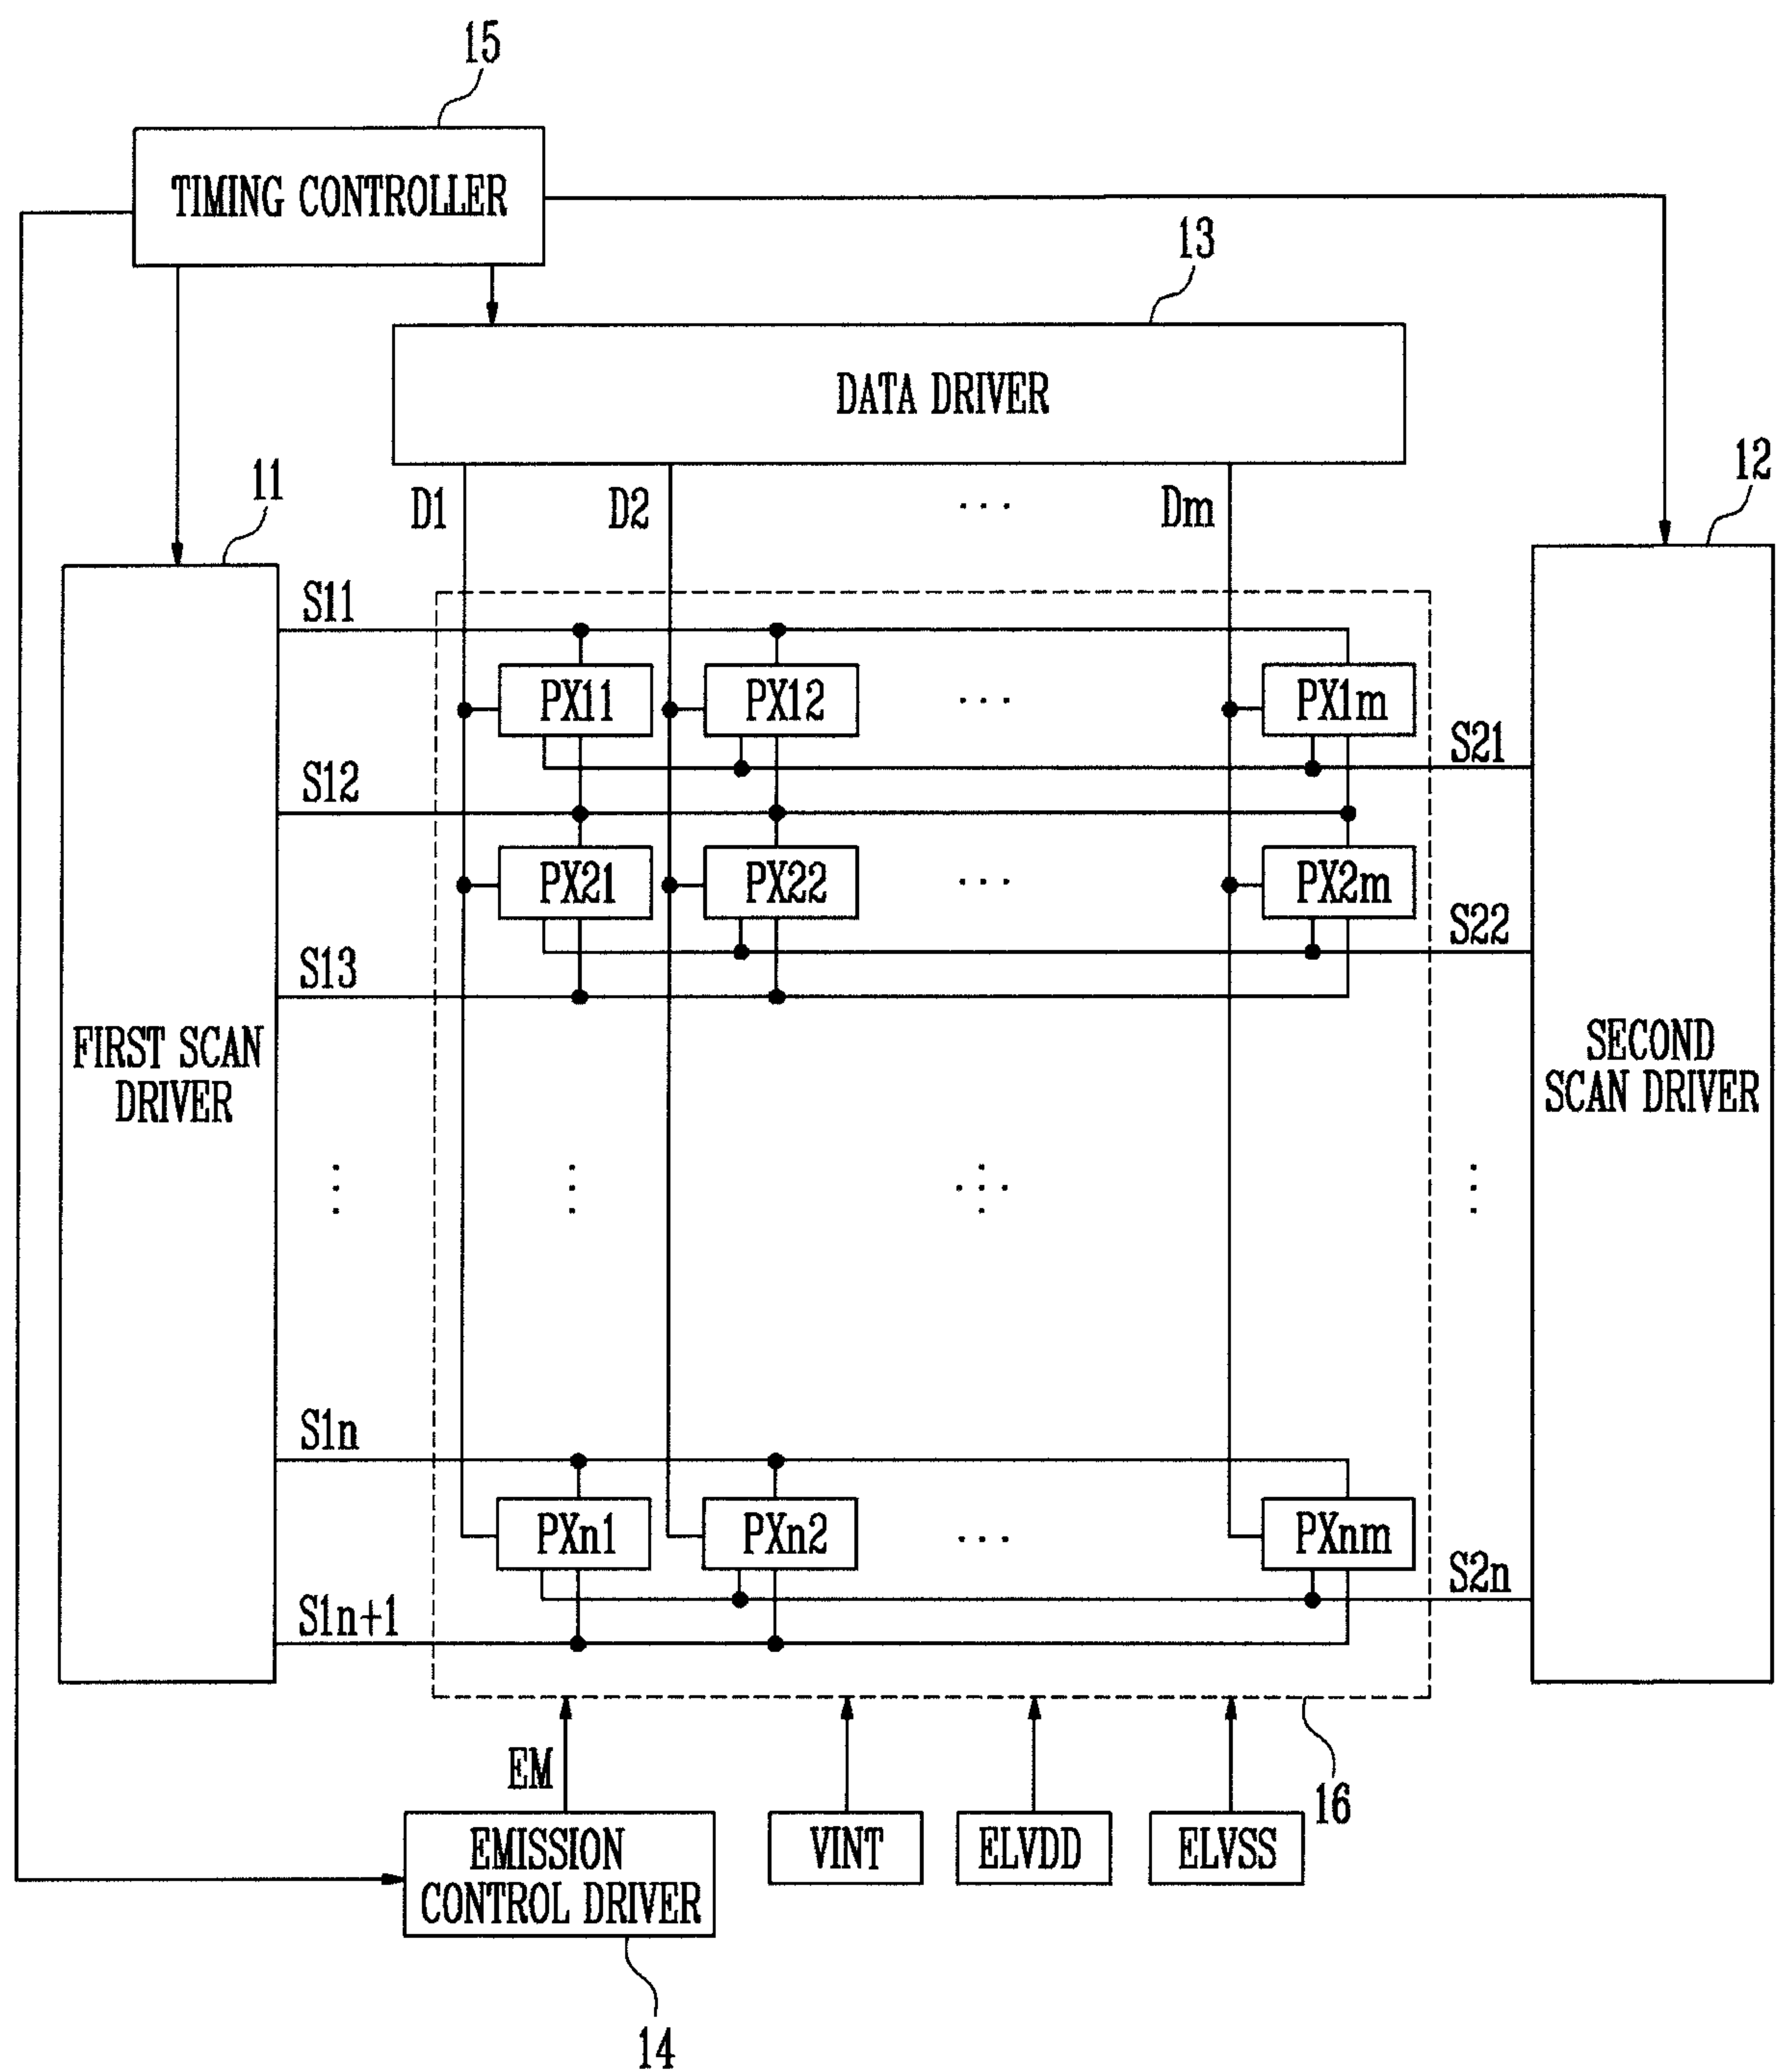 15
TIMING CONTROLLER
13
DATA DRIVER
11
12
D1
D2
...
Dm
S11
PX11
PX12
...
PX1m
S21
S12
PX21
PX22
...
PX2m
S22
S13
FIRST SCAN
DRIVER
SECOND
SCAN DRIVER
S1n
PXn1
PXn2
...
PXnm
S2n
S1n+1
EM
16
EMISSION
CONTROL DRIVER
VINT
ELVDD
ELVSS
14